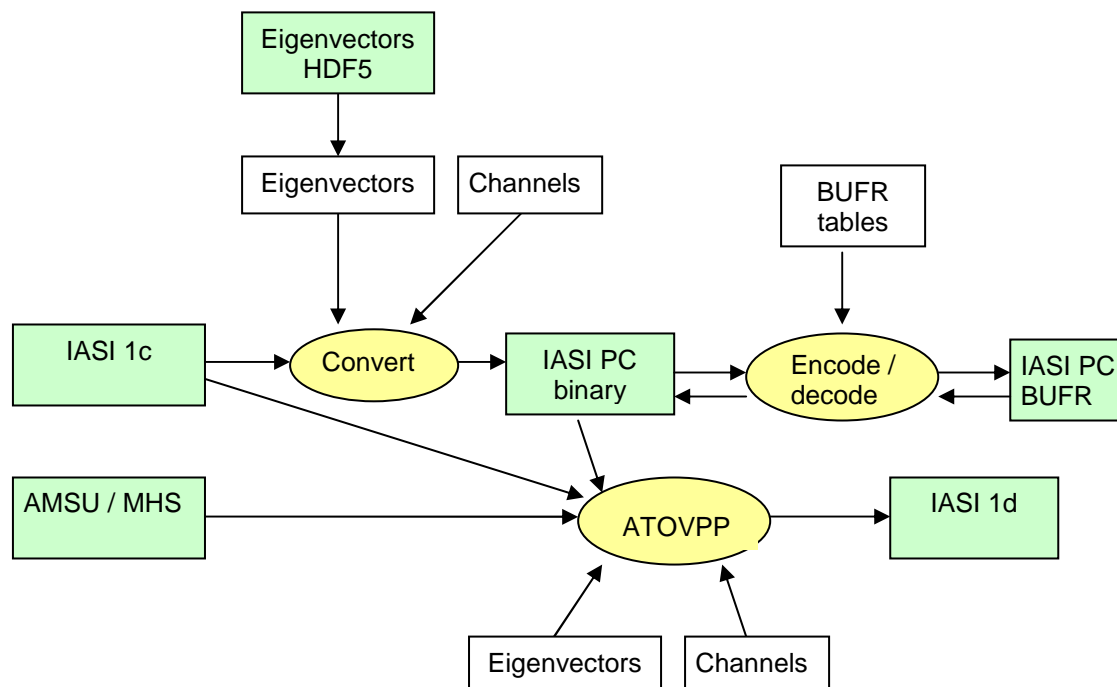 Eigenvectors
HDF5
Eigenvectors
Channels
BUFR
tables
IASI 1c
Convert
IASI PC
binary
Encode /
decode
IASI PC
BUFR
AMSU / MHS
ATOVPP
IASI 1d
Eigenvectors
Channels